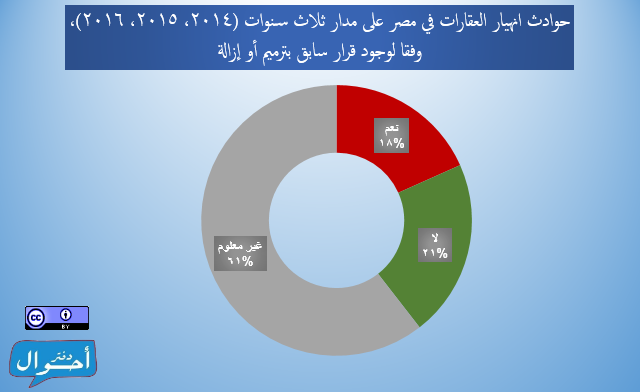 حوادث انهيار العقارات في مصر على مدار ثلاث سنوات (٢٠١٤، ٢٠١٥، ٢٠١٦)،
وفقا لوجود قرار سابق بترميم أو إزالة
نعم
١٨%
لا
٢١%
غير معلوم
٦١%
cc
BY
دفتر
أحوال